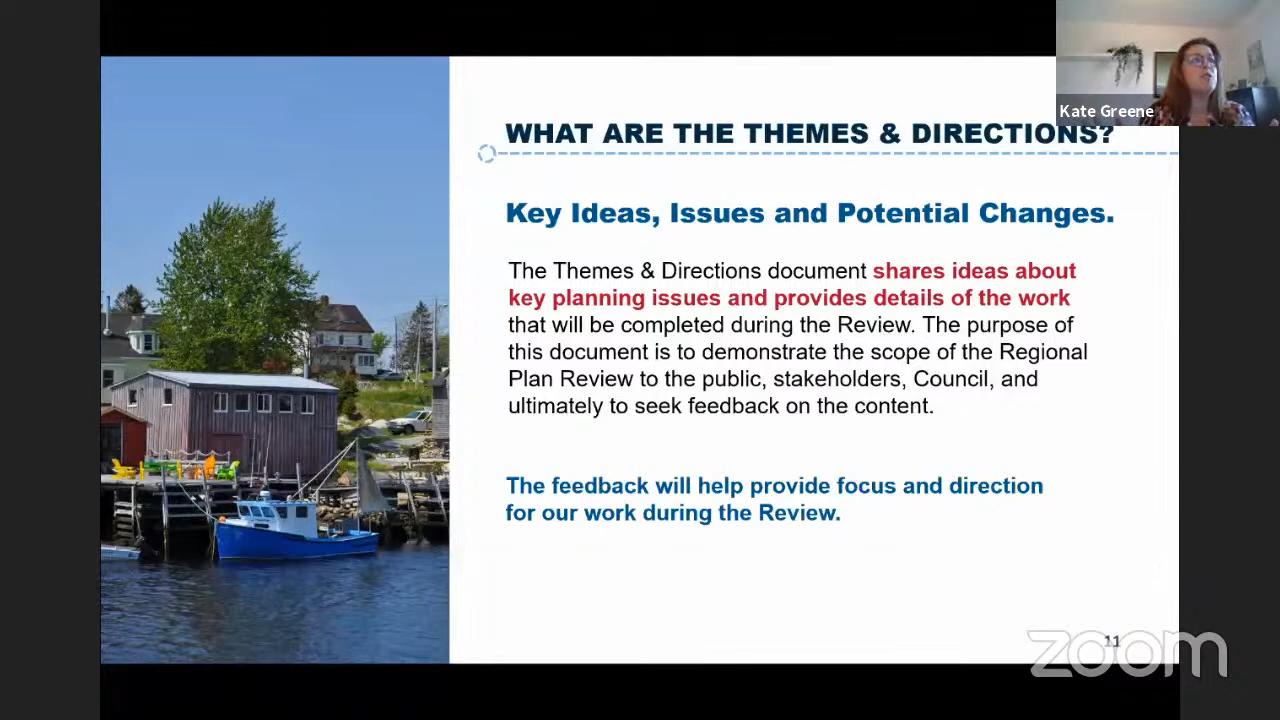 Kate Greene
WHAT ARE THE THEMES & DIRECTIONS?
Key Ideas, Issues and Potential Changes.
The Themes & Directions document shares ideas about
key planning issues and provides details of the work
that will be completed during the Review. The purpose of
this document is to demonstrate the scope of the Regional
Plan Review to the public, stakeholders, Council, and
ultimately to seek feedback on the content.
The feedback will help provide focus and direction
for our work during the Review.
11
zoom